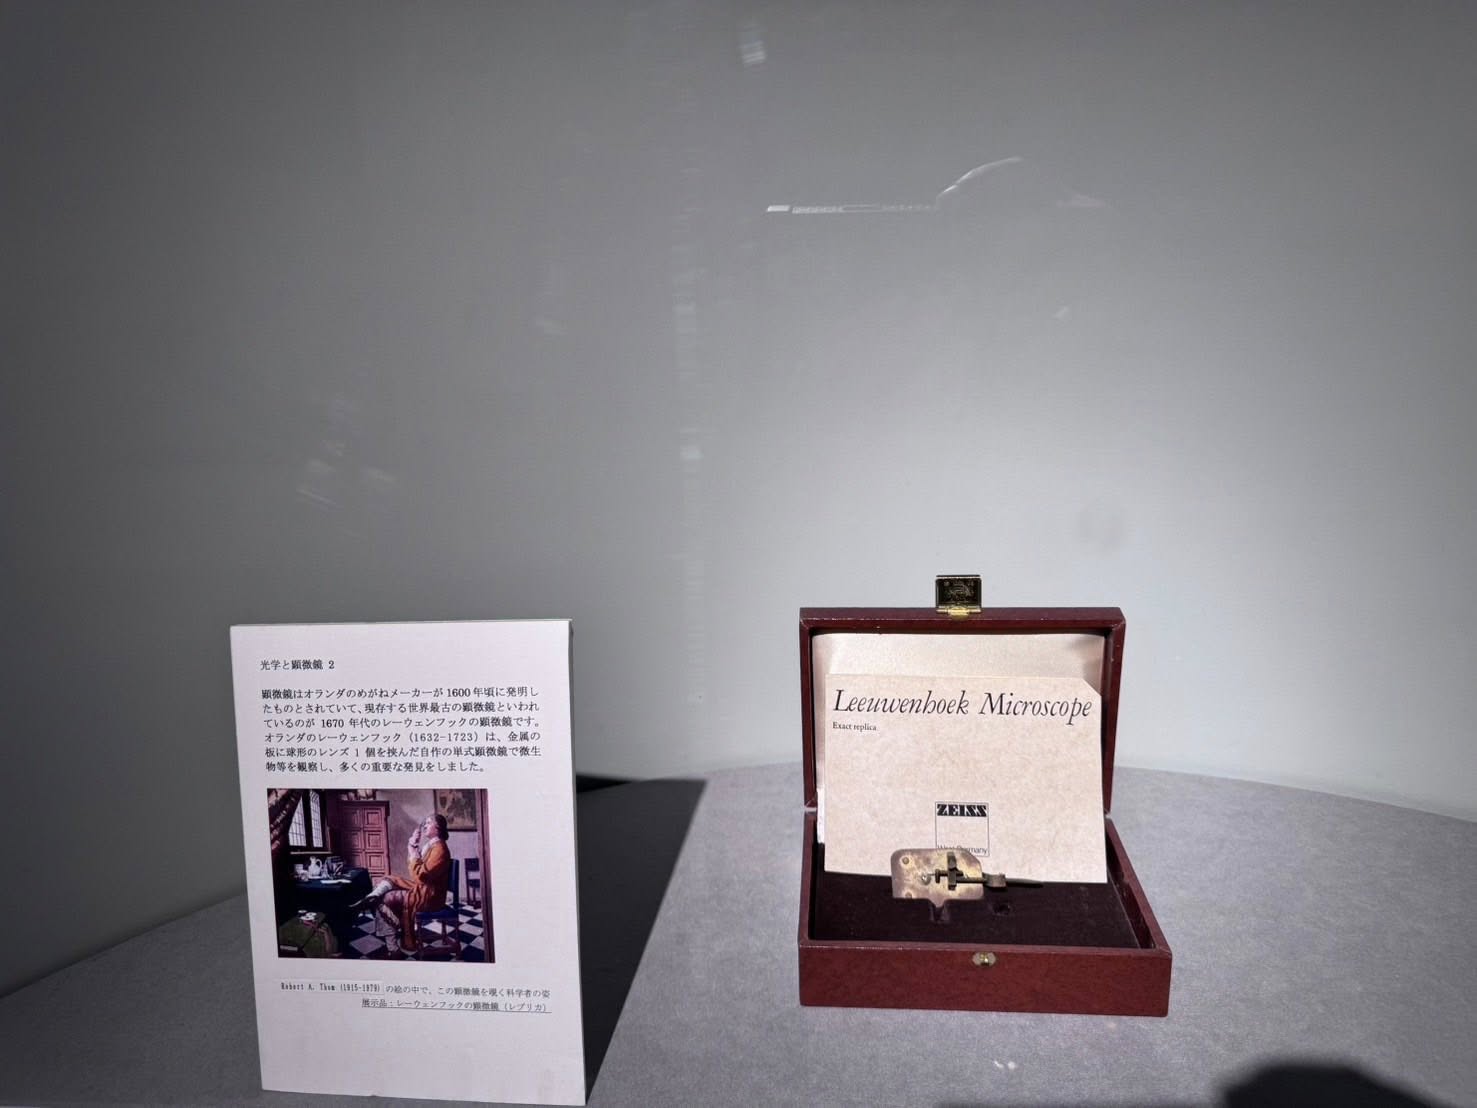 光学と顕微鏡 2
顕微鏡はオランダのめがねメーカーが 1600 年頃に発明し
たものとされていて、現存する世界最古の顕微鏡といわれ
ているのが 1670 年代のレーウェンフックの顕微鏡です。
オランダのレーウェンフック (1632-1723) は、金属の
板に球形のレンズ 1 個を挟んだ自作の単式顕微鏡で微生
物等を観察し、多くの重要な発見をしました。
Robert A. Thom (1915-1979) の絵の中で、この顕微鏡を覗く科学者の姿
展示品：レーウェンフックの顕微鏡 (レプリカ)
Leeuwenhoek Microscope
Exact replica
ZEISS
West Germany